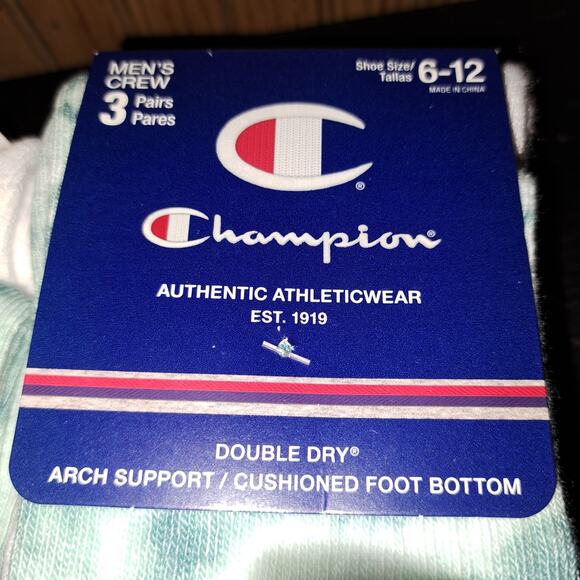 MEN'S
CREW
3 Pairs
Pares
Shoe Size/
Tallas 6-12
MADE IN CHINA
®
Champion®
AUTHENTIC ATHLETICWEAR
EST. 1919
DOUBLE DRY®
ARCH SUPPORT / CUSHIONED FOOT BOTTOM